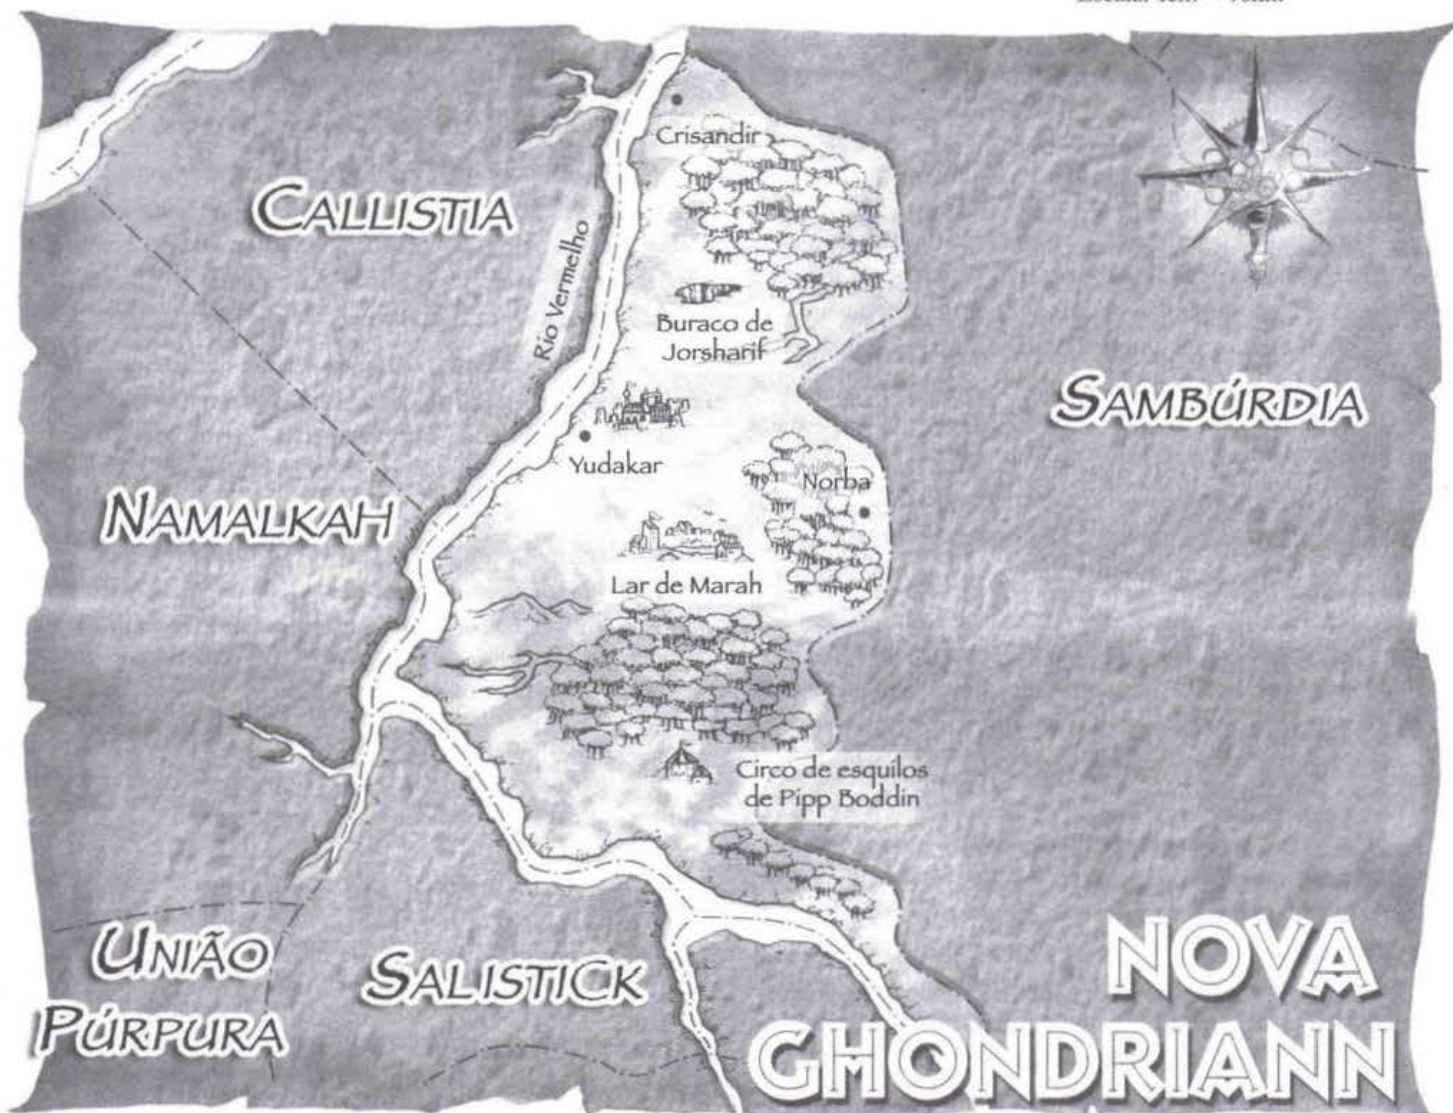 Crisandir
CALLISTIA
Rio Vermelho
Buraco de
Jorsharif
SAMBÚRDIA
Yudakar
Norba
NAMALKAH
Lar de Marah
Circo de esquilos
de Pipp Boddin
UNIÃO
PÚRPURA
SALISTICK
NOVA
GHONDRIANN